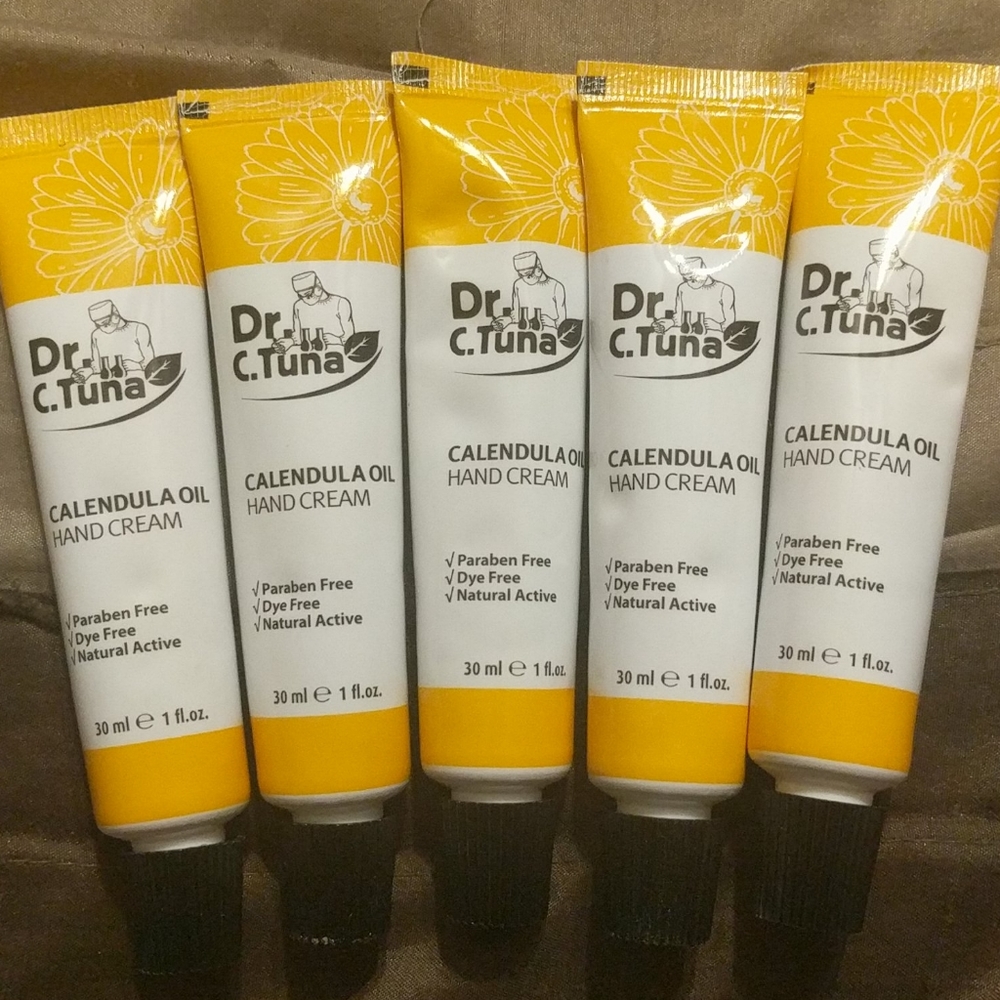 Dr.
C.Tuna
CALENDULA OIL
HAND CREAM
√ Paraben Free
√ Dye Free
√ Natural Active
30 ml ℮ 1 fl.oz.
Dr.
C.Tuna
CALENDULA OIL
HAND CREAM
√ Paraben Free
√ Dye Free
√ Natural Active
30 ml ℮ 1 fl.oz.
Dr.
C.Tuna
CALENDULA OIL
HAND CREAM
√ Paraben Free
√ Dye Free
√ Natural Active
30 ml ℮ 1 fl.oz.
Dr.
C.Tuna
CALENDULA OIL
HAND CREAM
√ Paraben Free
√ Dye Free
√ Natural Active
30 ml ℮ 1 fl.oz.
Dr.
C.Tuna
CALENDULA OIL
HAND CREAM
√ Paraben Free
√ Dye Free
√ Natural Active
30 ml ℮ 1 fl.oz.